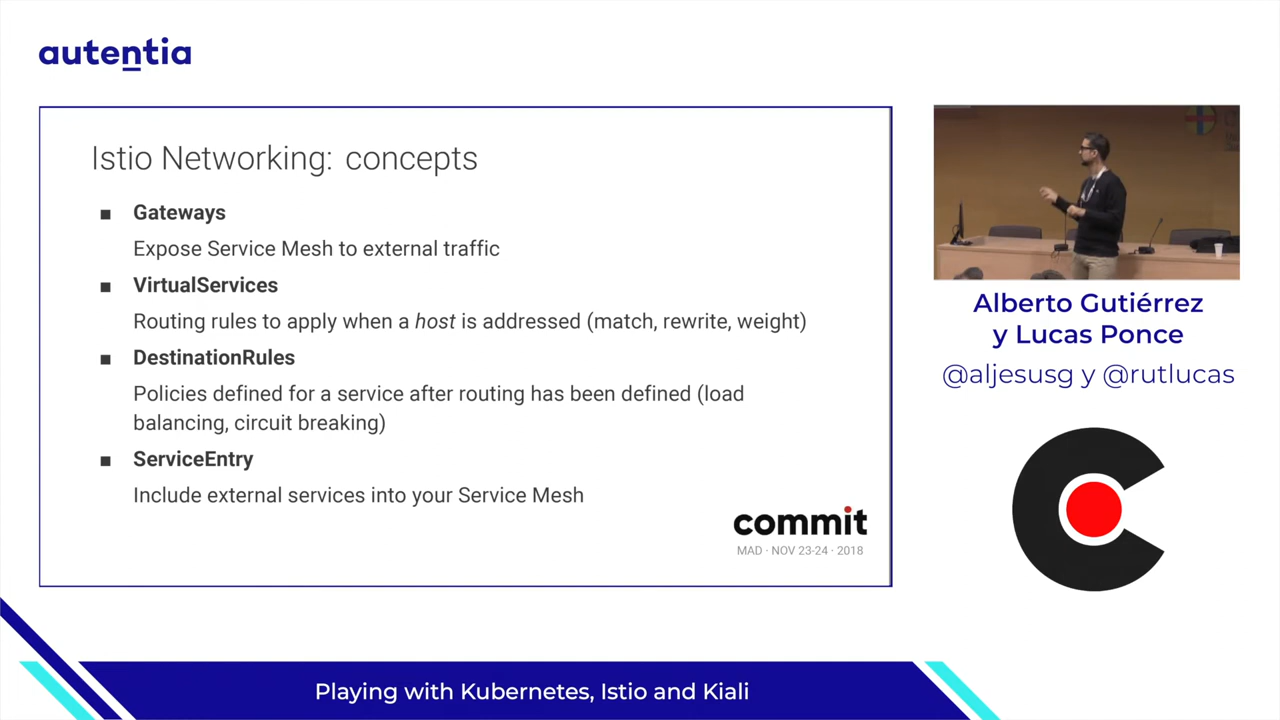 autentia
Istio Networking: concepts
■ Gateways
Expose Service Mesh to external traffic
■ VirtualServices
Routing rules to apply when a host is addressed (match, rewrite, weight)
■ DestinationRules
Policies defined for a service after routing has been defined (load
balancing, circuit breaking)
■ ServiceEntry
Include external services into your Service Mesh
commit
MAD · NOV 23-24 · 2018
Alberto Gutiérrez
y Lucas Ponce
@aljesusg y @rutlucas
Playing with Kubernetes, Istio and Kiali